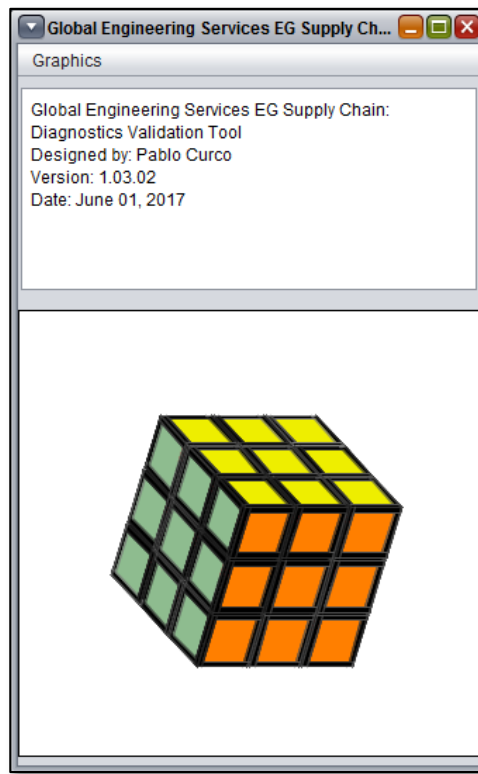 Global Engineering Services EG Supply Ch...
Graphics
Global Engineering Services EG Supply Chain:
Diagnostics Validation Tool
Designed by: Pablo Curco
Version: 1.03.02
Date: June 01, 2017